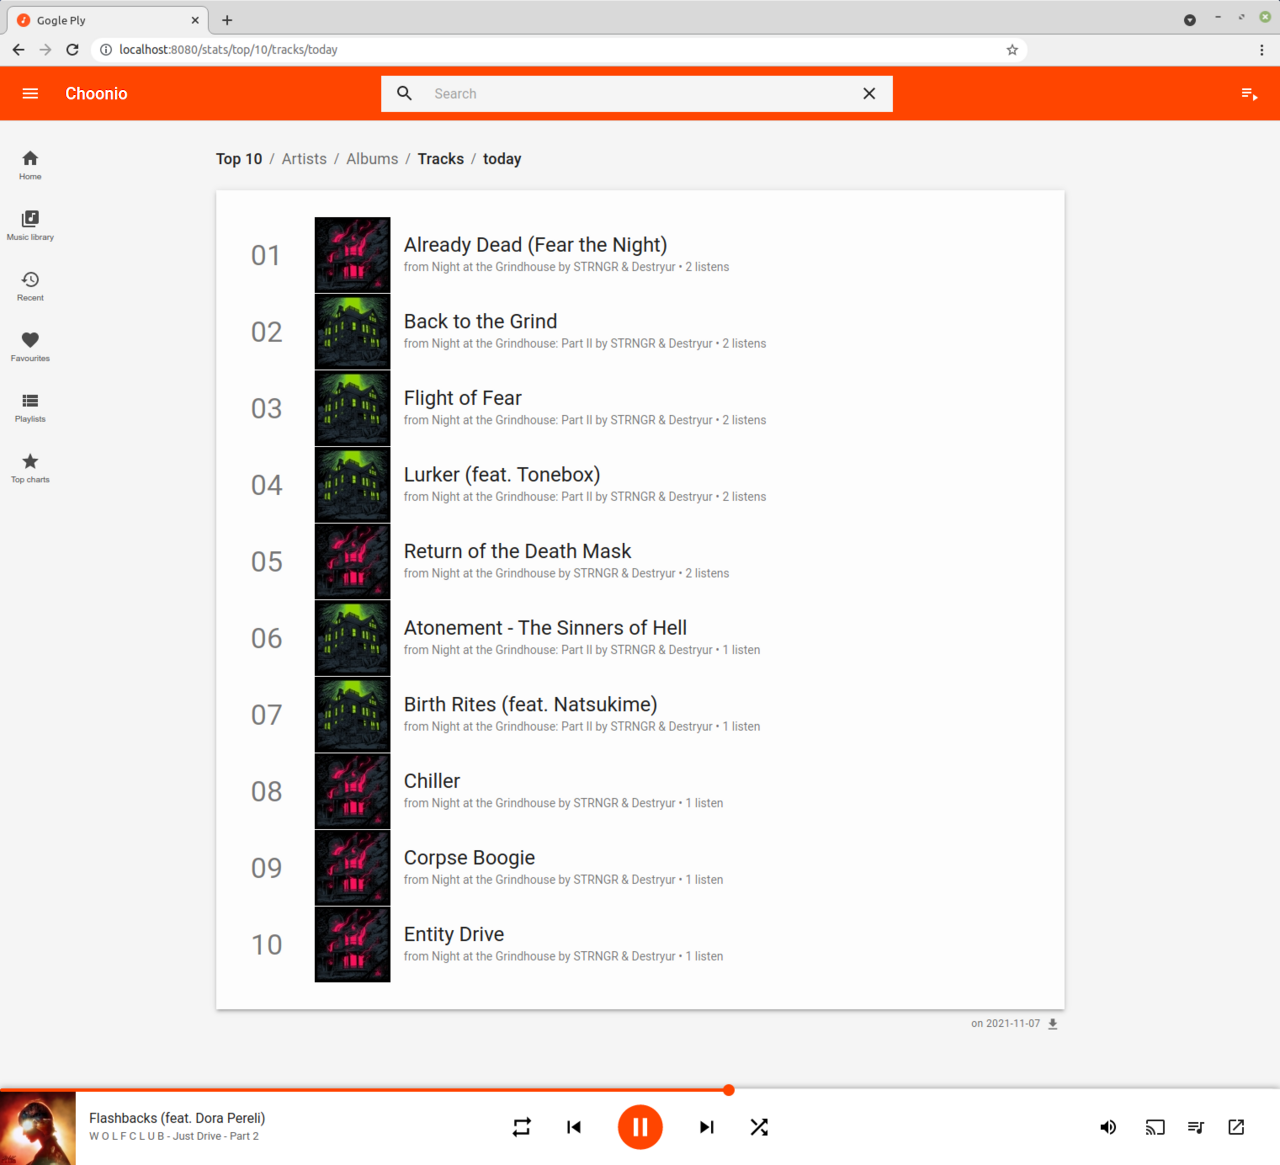 Gogle Ply
localhost:8080/stats/top/10/tracks/today
Choonio
Search
Home
Music library
Recent
Favourites
Playlists
Top charts
Top 10 / Artists / Albums / Tracks / today
01
Already Dead (Fear the Night)
from Night at the Grindhouse by STRNGR & Destryur • 2 listens
02
Back to the Grind
from Night at the Grindhouse: Part II by STRNGR & Destryur • 2 listens
03
Flight of Fear
from Night at the Grindhouse: Part II by STRNGR & Destryur • 2 listens
04
Lurker (feat. Tonebox)
from Night at the Grindhouse: Part II by STRNGR & Destryur • 2 listens
05
Return of the Death Mask
from Night at the Grindhouse by STRNGR & Destryur • 2 listens
06
Atonement - The Sinners of Hell
from Night at the Grindhouse: Part II by STRNGR & Destryur • 1 listen
07
Birth Rites (feat. Natsukime)
from Night at the Grindhouse: Part II by STRNGR & Destryur • 1 listen
08
Chiller
from Night at the Grindhouse by STRNGR & Destryur • 1 listen
09
Corpse Boogie
from Night at the Grindhouse by STRNGR & Destryur • 1 listen
10
Entity Drive
from Night at the Grindhouse by STRNGR & Destryur • 1 listen
on 2021-11-07
Flashbacks (feat. Dora Pereli)
W O L F C L U B - Just Drive - Part 2